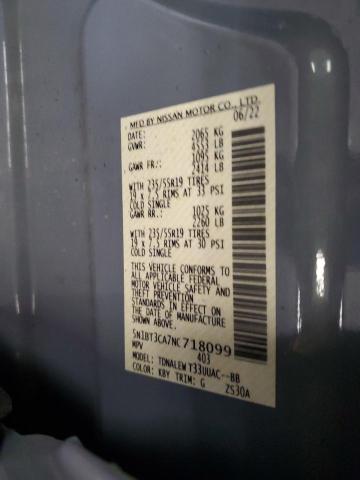 MFD BY NISSAN MOTOR CO., LTD.
06/22
GVWR: 2065 KG
4553 LB
GAWR FR: 1095 KG
2414 LB
WITH 235/55R19 TIRES
19 x 7.5 RIMS AT 33 PSI
COLD SINGLE
GAWR RR: 1025 KG
2260 LB
WITH 235/55R19 TIRES
19 x 7.5 RIMS AT 30 PSI
COLD SINGLE
THIS VEHICLE CONFORMS TO
ALL APPLICABLE FEDERAL
MOTOR VEHICLE SAFETY AND
THEFT PREVENTION
STANDARDS IN EFFECT ON
THE DATE OF MANUFACTURE
SHOWN ABOVE
5N1BT3CA7NC718099
MPV 403
MODEL: TDNALEW T33UUAC--BB
COLOR: KBY TRIM: G ZS30A